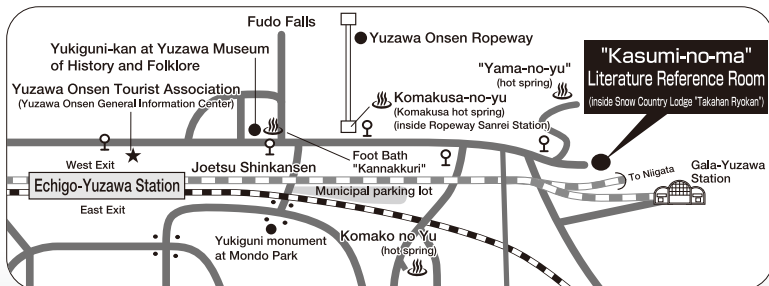 Fudo Falls
Yukiguni-kan at Yuzawa Museum
of History and Folklore
Yuzawa Onsen Tourist Association
(Yuzawa Onsen General Information Center)
Yuzawa Onsen Ropeway
"Yama-no-yu"
(hot spring)
Komakusa-no-yu
(Komakusa hot spring)
(inside Ropeway Sanrei Station)
"Kasumi-no-ma"
Literature Reference Room
(inside Snow Country Lodge "Takahan Ryokan")
West Exit
Joetsu Shinkansen
Foot Bath
"Kannakkuri"
To Niigata
Gala-Yuzawa
Station
Echigo-Yuzawa Station
Municipal parking lot
East Exit
Yukiguni monument
at Mondo Park
Komako no Yu
(hot spring)